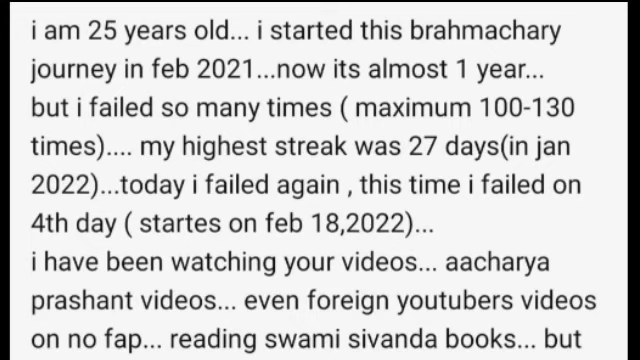 i am 25 years old... i started this brahmachary
journey in feb 2021...now its almost 1 year...
but i failed so many times ( maximum 100-130
times).... my highest streak was 27 days(in jan
2022)...today i failed again , this time i failed on
4th day ( startes on feb 18,2022)...
i have been watching your videos... aacharya
prashant videos... even foreign youtubers videos
on no fap... reading swami sivanda books... but